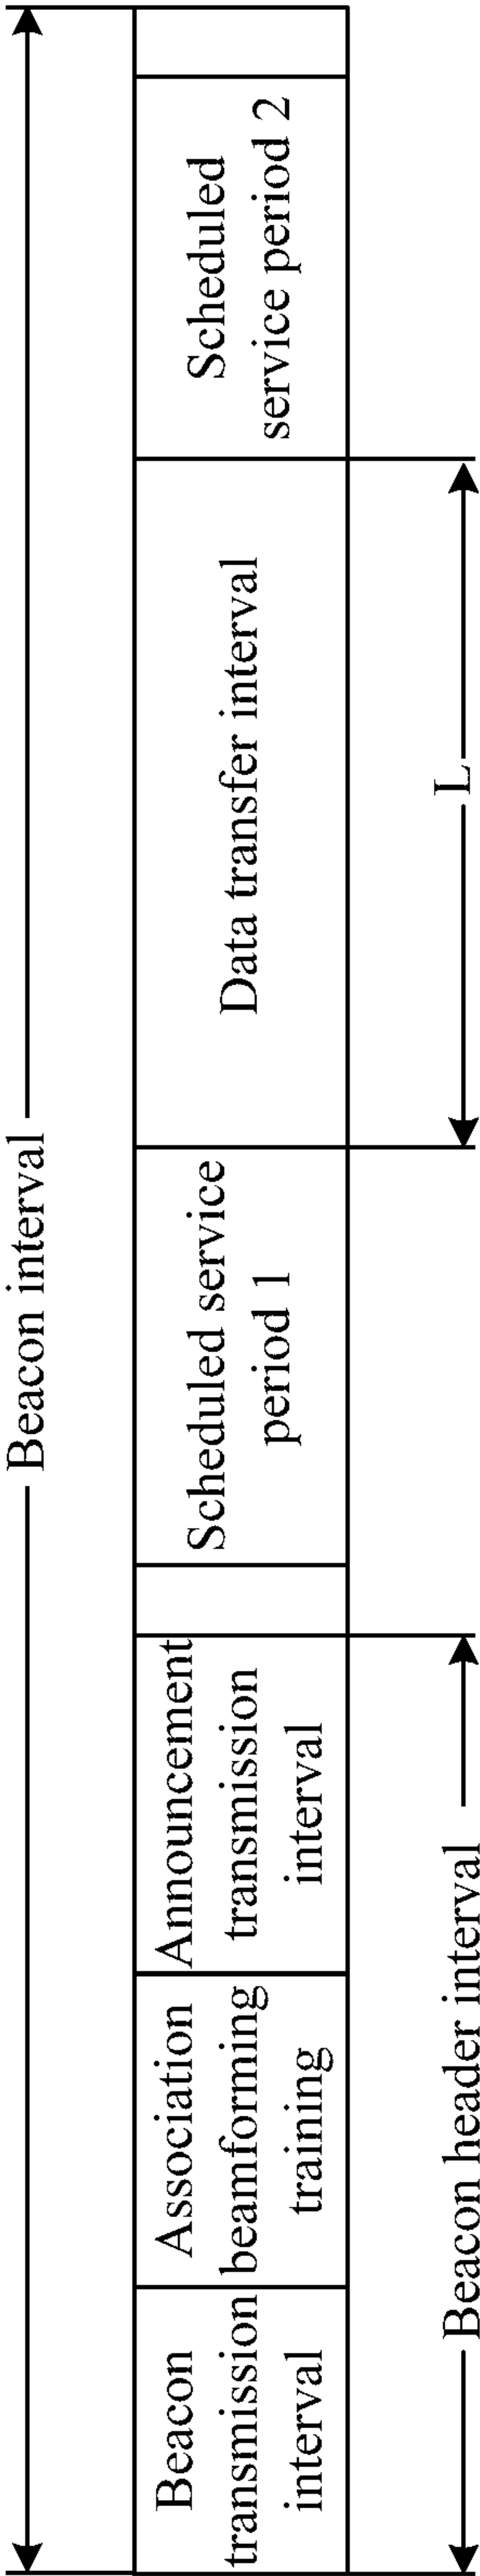 Beacon interval
Beacon
transmission
interval
Association
beamforming
training
Announcement
transmission
interval
Scheduled service
period 1
Data transfer interval
Scheduled
service period 2
Beacon header interval
L